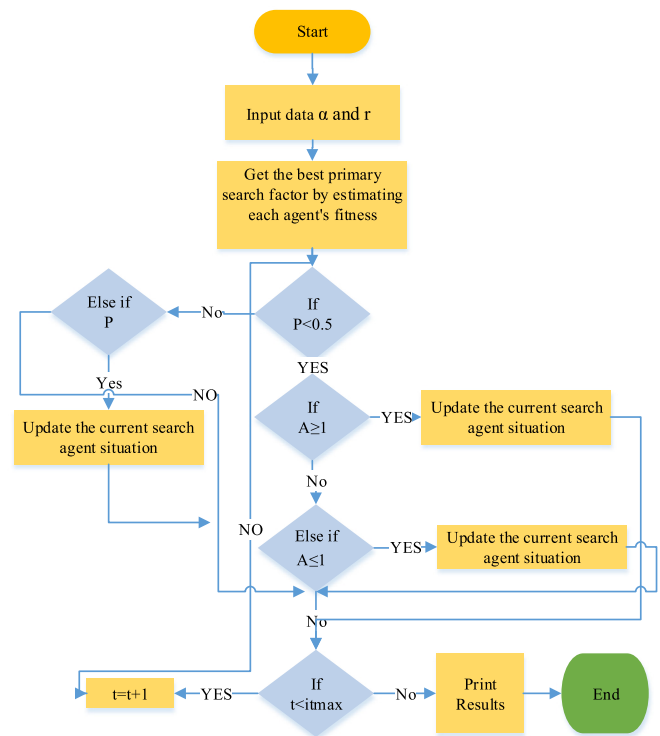 Start
Input data α and r
Get the best primary
search factor by estimating
each agent's fitness
Else if
P
No
If
P<0.5
Yes
NO
YES
Update the current search
agent situation
If
A≥1
YES
Update the current search
agent situation
No
NO
Else if
A≤1
YES
Update the current search
agent situation
No
t=t+1
YES
If
t<itmax
No
Print
Results
End